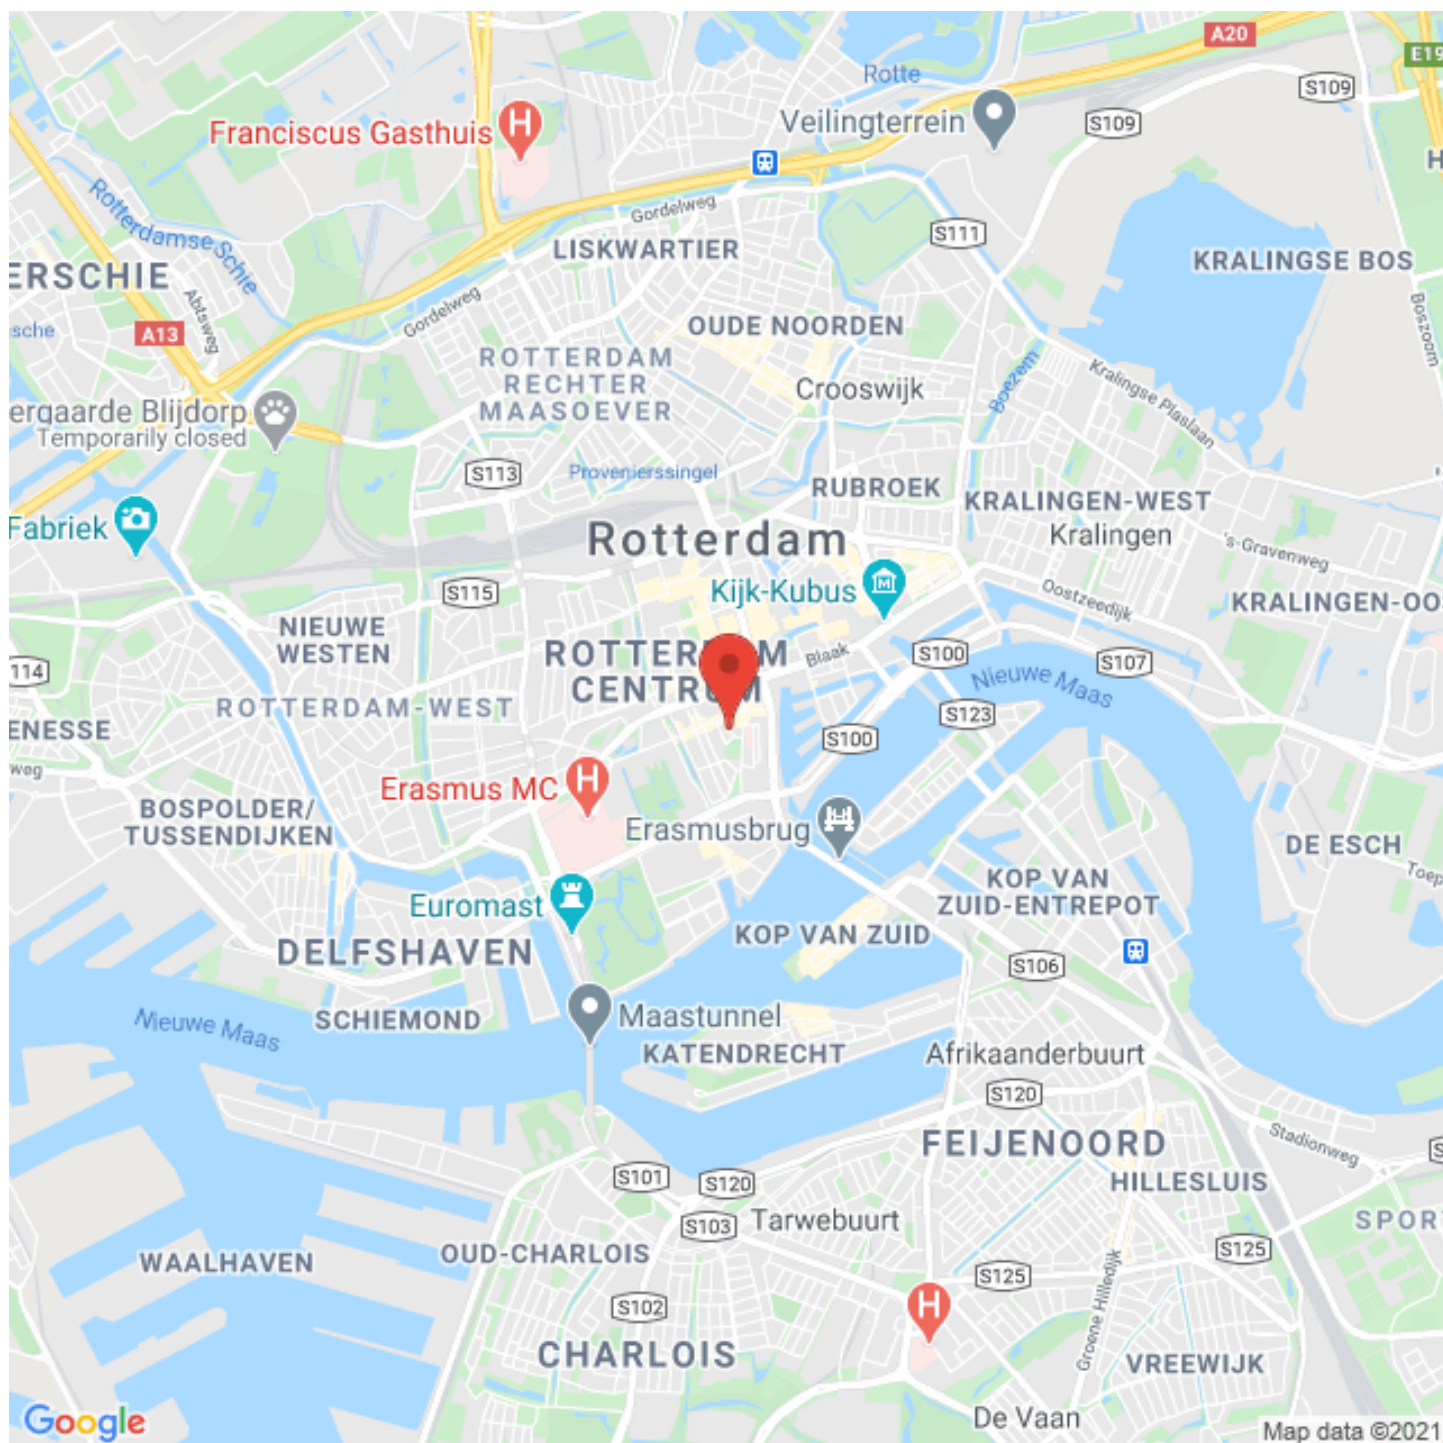 A20
E19
Rotte
S109
Veilingterrein
S109
Franciscus Gasthuis
H
H
Rotterdamse Schie
Gordelweg
S111
LISKWARTIER
KRALINGSE BOS
ERSCHIE
Abtsweg
Gordelweg
Boszoom
sche
A13
OUDE NOORDEN
ROTTERDAM
RECHTER
MAASOEVER
Crooswijk
Boezem
Kralingse Plaslaan
ergaarde Blijdorp
Temporarily closed
S113
Provenierssingel
RUBROEK
KRALINGEN-WEST
Kralingen
Fabriek
Rotterdam
's-Gravenweg
Kijk-Kubus
M
S115
Oostzeedijk
KRALINGEN-OO
NIEUWE
WESTEN
ROTTERDAM
CENTRUM
Blaak
S100
S107
114
Nieuwe Maas
ROTTERDAM-WEST
S123
ENESSE
S100
weg
Erasmus MC
H
BOSPOLDER/
TUSSENDIJKEN
Erasmusbrug
DE ESCH
Toep
KOP VAN
ZUID-ENTREPOT
Euromast
KOP VAN ZUID
DELFSHAVEN
S106
Nieuwe Maas
SCHIEMOND
Maastunnel
KATENDRECHT
Afrikaanderbuurt
S120
FEIJENOORD
Stadionweg
S
S101
S120
HILLESLUIS
S103
Tarwebuurt
SPOR
OUD-CHARLOIS
S125
WAALHAVEN
S125
Groene Hilledijk
S102
H
CHARLOIS
VREEWIJK
De Vaan
Google
Map data ©2021